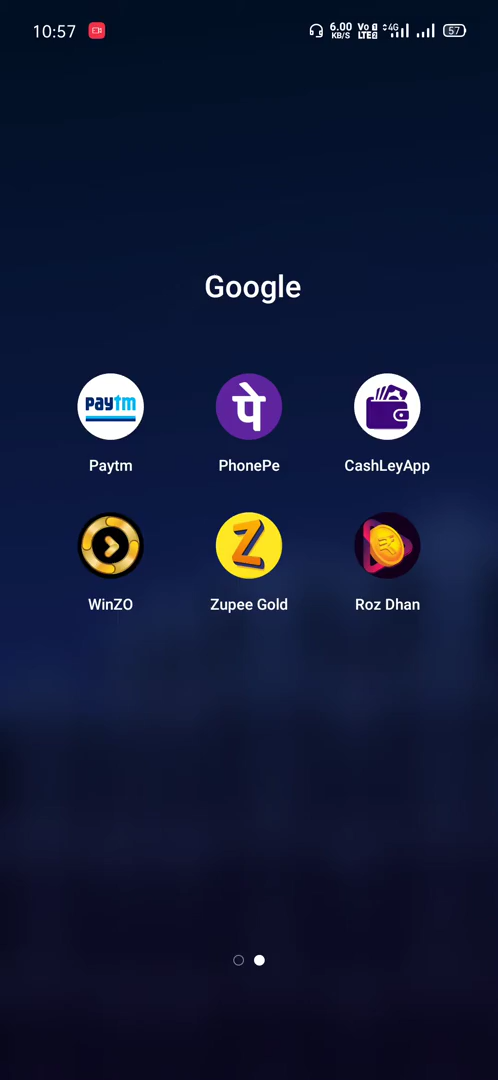 10:57
6.00 KB/S Vo LTE 4G 57
Google
paytm
पे
Paytm
PhonePe
CashLeyApp
Z
WinZO
Zupee Gold
Roz Dhan